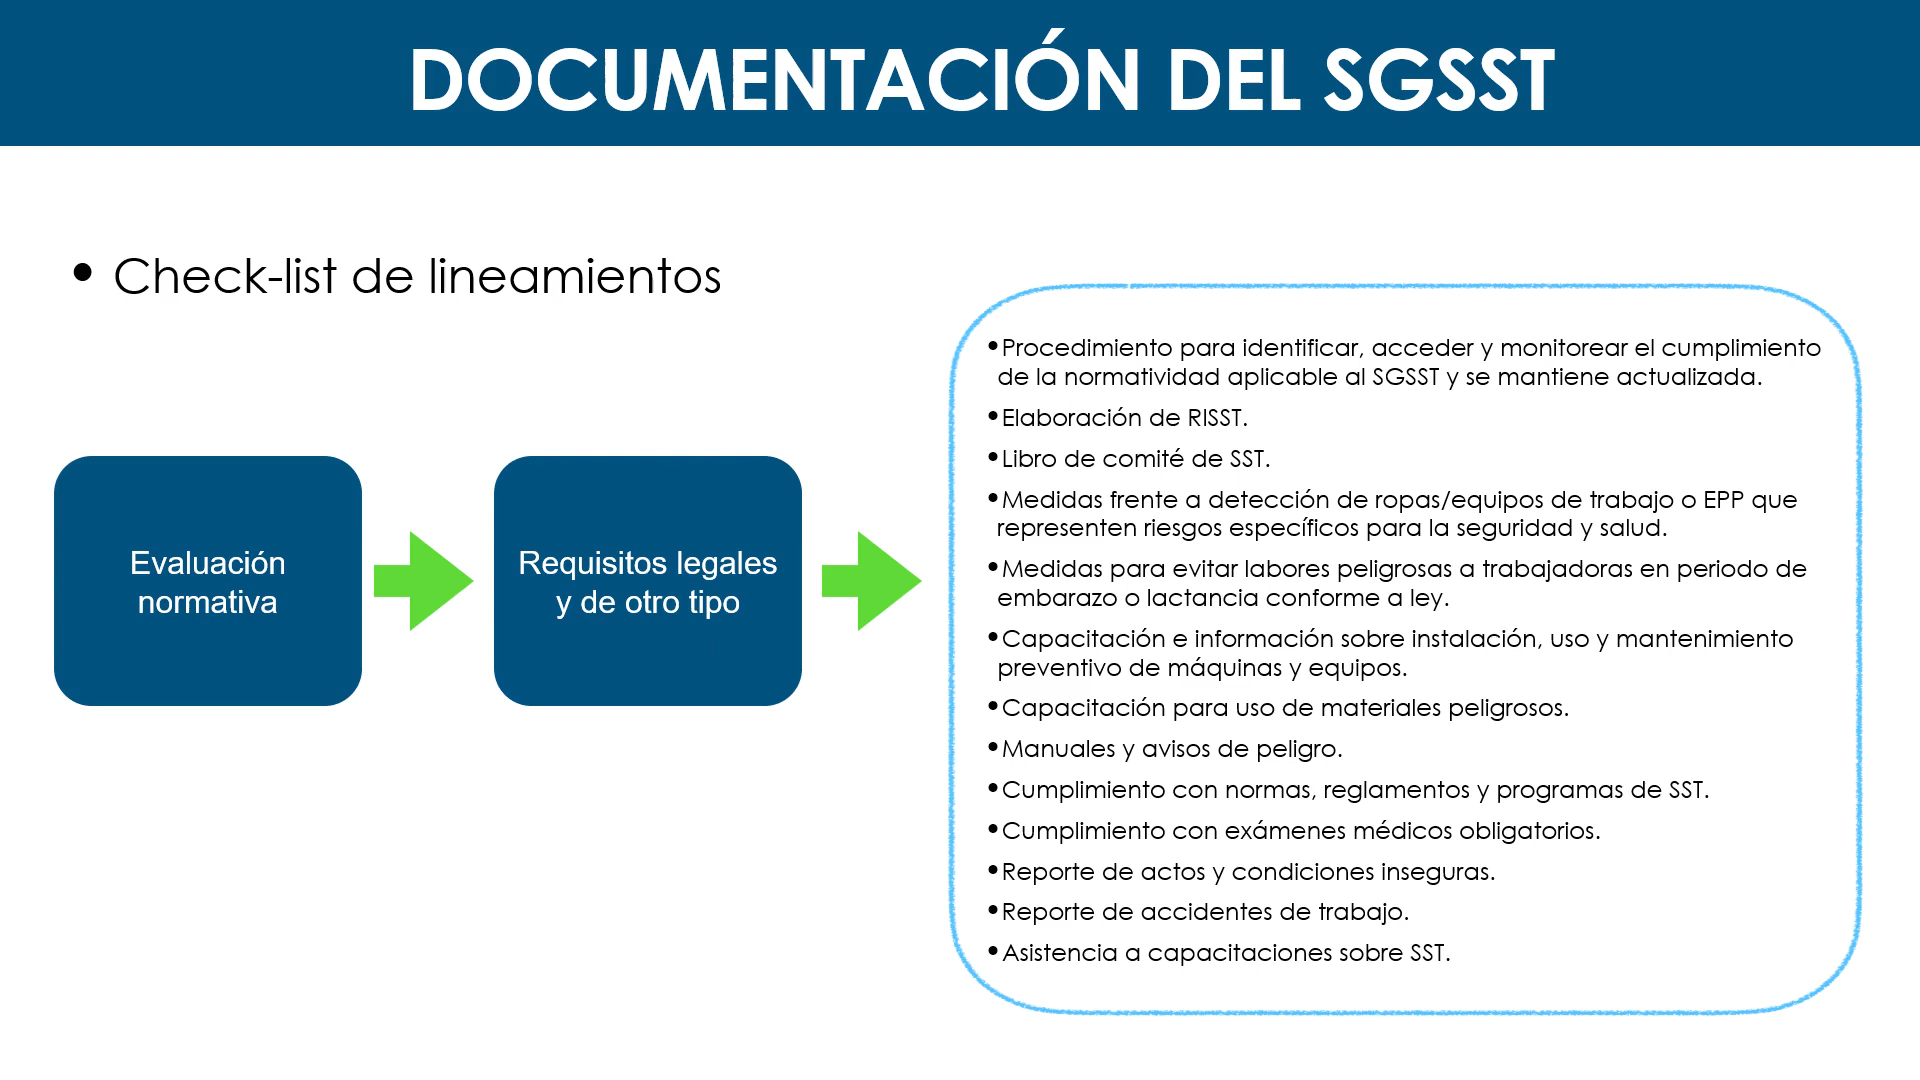 DOCUMENTACIÓN DEL SGSST
• Check-list de lineamientos
Evaluación
normativa
Requisitos legales
y de otro tipo
•Procedimiento para identificar, acceder y monitorear el cumplimiento
de la normatividad aplicable al SGSST y se mantiene actualizada.
•Elaboración de RISST.
•Libro de comité de SST.
•Medidas frente a detección de ropas/equipos de trabajo o EPP que
representen riesgos específicos para la seguridad y salud.
•Medidas para evitar labores peligrosas a trabajadoras en periodo de
embarazo o lactancia conforme a ley.
•Capacitación e información sobre instalación, uso y mantenimiento
preventivo de máquinas y equipos.
•Capacitación para uso de materiales peligrosos.
•Manuales y avisos de peligro.
•Cumplimiento con normas, reglamentos y programas de SST.
•Cumplimiento con exámenes médicos obligatorios.
•Reporte de actos y condiciones inseguras.
•Reporte de accidentes de trabajo.
•Asistencia a capacitaciones sobre SST.